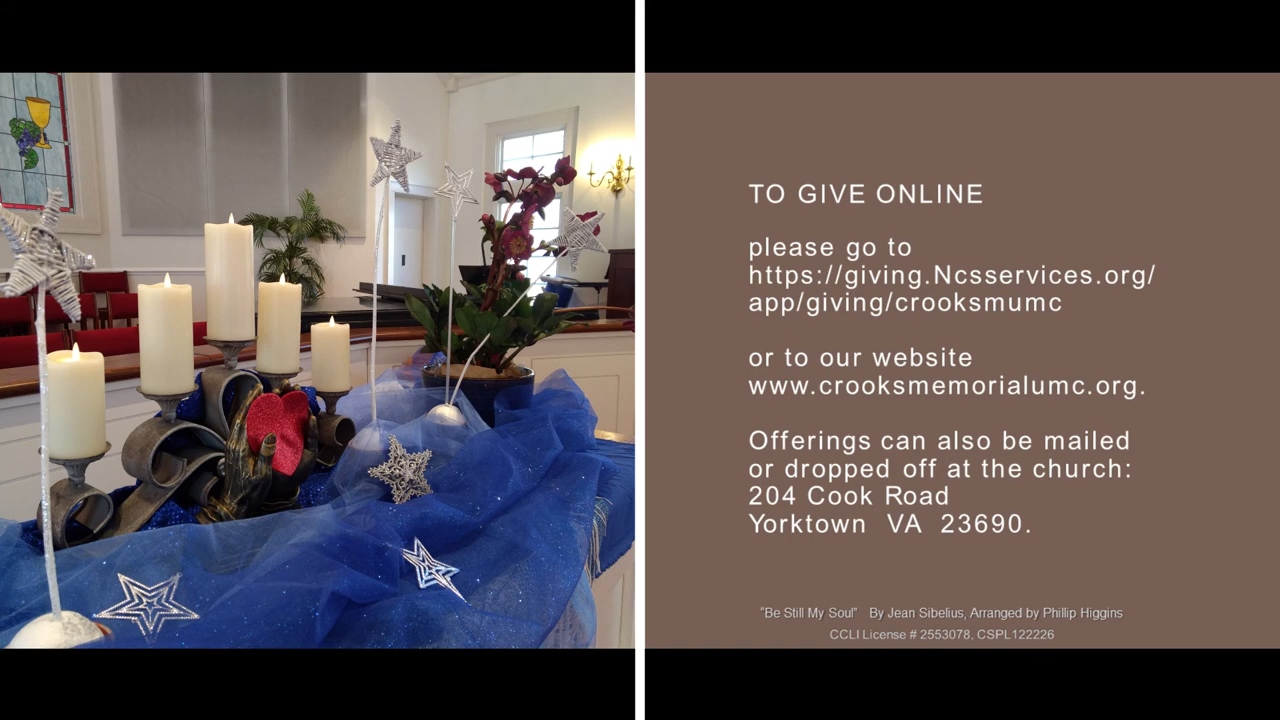 TO GIVE ONLINE
please go to
https://giving.Ncsservices.org/
app/giving/crooksmumc
or to our website
www.crooksmemorialumc.org.
Offerings can also be mailed
or dropped off at the church:
204 Cook Road
Yorktown VA 23690.
"Be Still My Soul" By Jean Sibelius, Arranged by Phillip Higgins
CCLI License # 2553078, CSPL122226